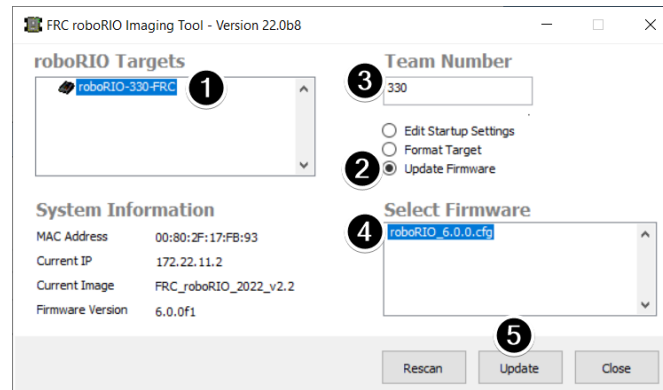 FRC roboRIO Imaging Tool - Version 22.0b8
roboRIO Targets
roboRIO-330-FRC
1
Team Number
3
330
Edit Startup Settings
Format Target
2
Update Firmware
System Information
MAC Address 00:80:2F:17:FB:93
Current IP 172.22.11.2
Current Image FRC_roboRIO_2022_v2.2
Firmware Version 6.0.0f1
Select Firmware
4
roboRIO_6.0.0.cfg
5
Rescan Update Close